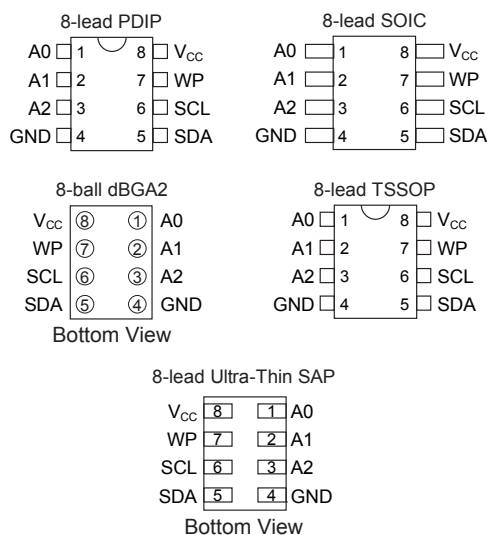 8-lead PDIP
A0 1 8 VCC
A1 2 7 WP
A2 3 6 SCL
GND 4 5 SDA
8-lead SOIC
A0 1 8 VCC
A1 2 7 WP
A2 3 6 SCL
GND 4 5 SDA
8-ball dBGA2
VCC 8 1 A0
WP 7 2 A1
SCL 6 3 A2
SDA 5 4 GND
Bottom View
8-lead TSSOP
A0 1 8 VCC
A1 2 7 WP
A2 3 6 SCL
GND 4 5 SDA
8-lead Ultra-Thin SAP
VCC 8 1 A0
WP 7 2 A1
SCL 6 3 A2
SDA 5 4 GND
Bottom View